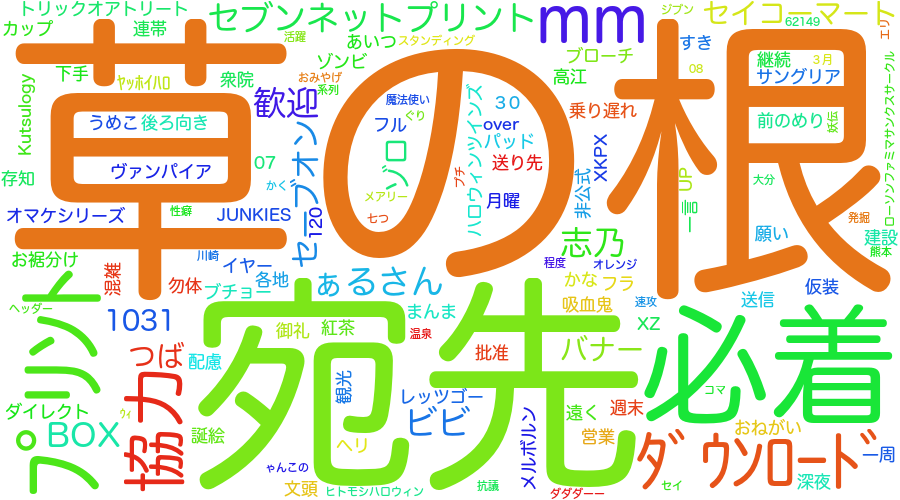 トリックオアトリート
セブンネットプリント
mm
セイコーマート
ジブン
62149
エリ
カップ
連帯
活躍
あいつ
スタンディング
すき
草の根
下手
ヤッホイハロ
衆院
おみやげ
系列
ゾンビ
ブローチ
高江
08
継続
3月
サングリア
Kutsulogy
歓迎
魔法使い
ぐり
フル
30
over
パッド
乗り遅れ
前のめり
うめこ
後ろ向き
セーブオン
ゾロ
ハロウィンツインズ
送り先
XKPX
ローソンファミマサンクスサークル
存知
ヴァンパイア
07
かくご
メアリー
プチ
月曜
非公式
一言
UP
大分
オマケシリーズ
性癖
JUNKIES
120
七つ
志乃
願い
発掘
建設
熊本
お裾分け
混雑
川崎
イヤー
勿体
ブチョー
各地
ぁるさん
程度
オレンジ
かな
フラ
吸血鬼
速攻
送信
仮装
ヘッダー
プリント
1031
つば
配慮
御礼
紅茶
まんま
温泉
批准
バナー
XZ
必着
宛先
協力
観光
レッツゴー
ビビ
メルボルン
遠く
週末
コマ
おねがい
ダイレクト
BOX
ウィ
誕絵
ヘリ
営業
ダウンロード
一周
ゃんこの
文頭
ヒトモシハロウィン
抗議
ダダダーー
セイ
深夜